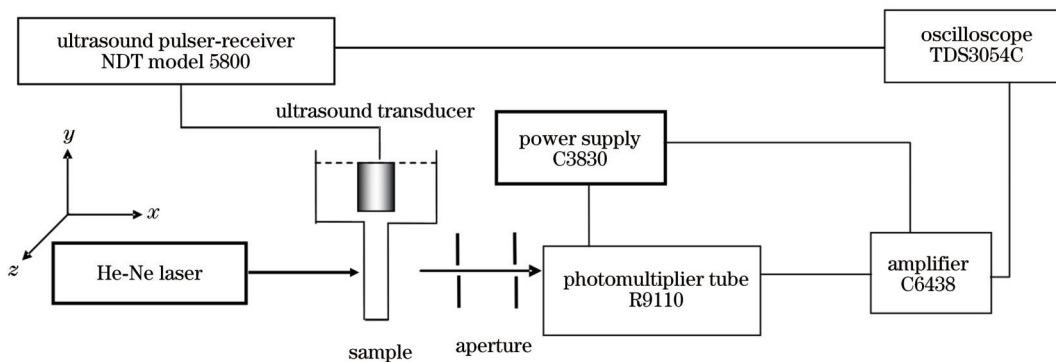 ultrasound pulser-receiver
NDT model 5800
oscilloscope
TDS3054C
ultrasound transducer
power supply
C3830
y
x
z
He-Ne laser
photomultiplier tube
R9110
amplifier
C6438
sample
aperture